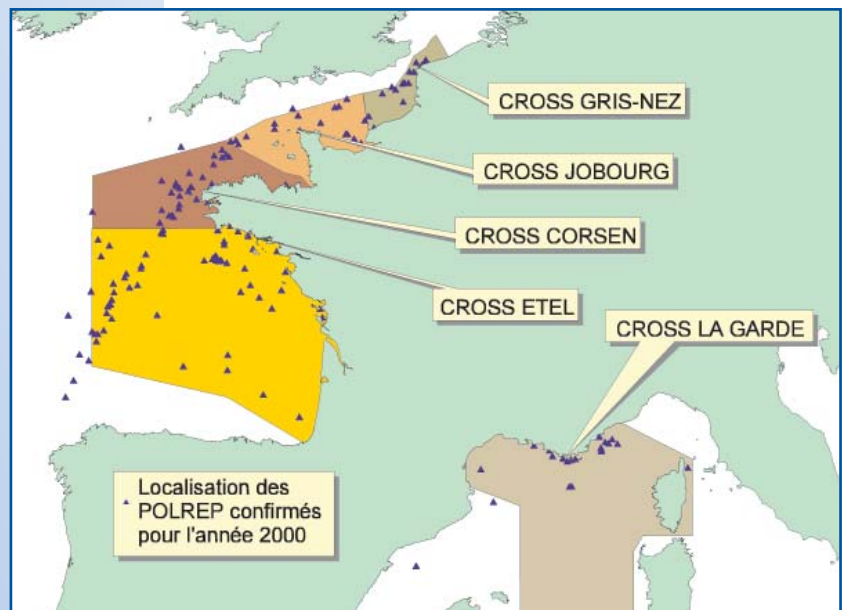 CROSS GRIS-NEZ
CROSS JOBOURG
CROSS CORSEN
CROSS ETEL
CROSS LA GARDE
Localisation des
POLREP confirmés
pour l'année 2000